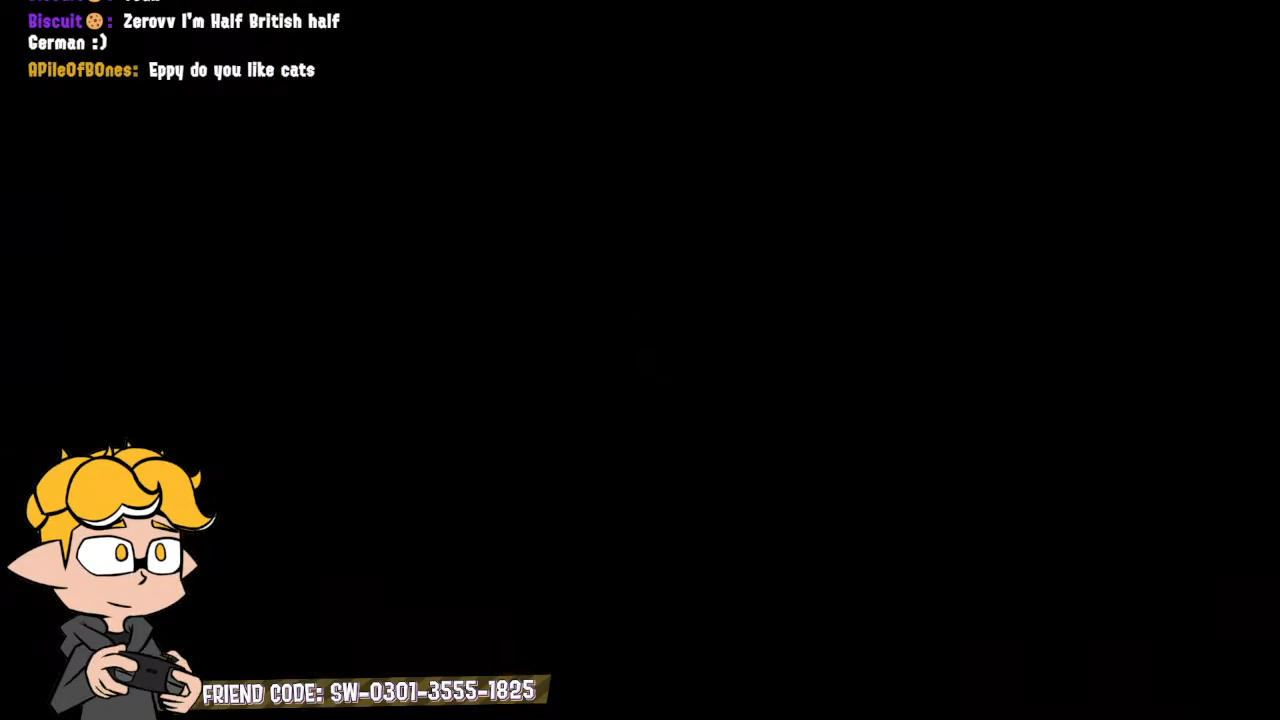 Biscuit🍪: Zerovv I'm Half British half
German :)
APileOfBOnes: Eppy do you like cats
FRIEND CODE: SW-0301-3555-1825